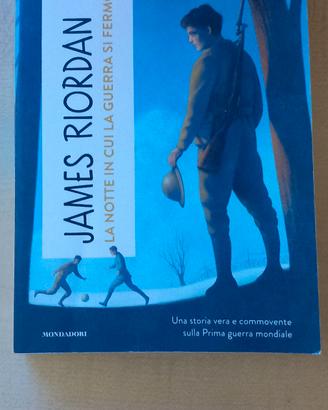 JAMES RIORDAN
LA NOTTE IN CUI LA GUERRA SI FERMÒ
Una storia vera e commovente
sulla Prima guerra mondiale
MONDADORI